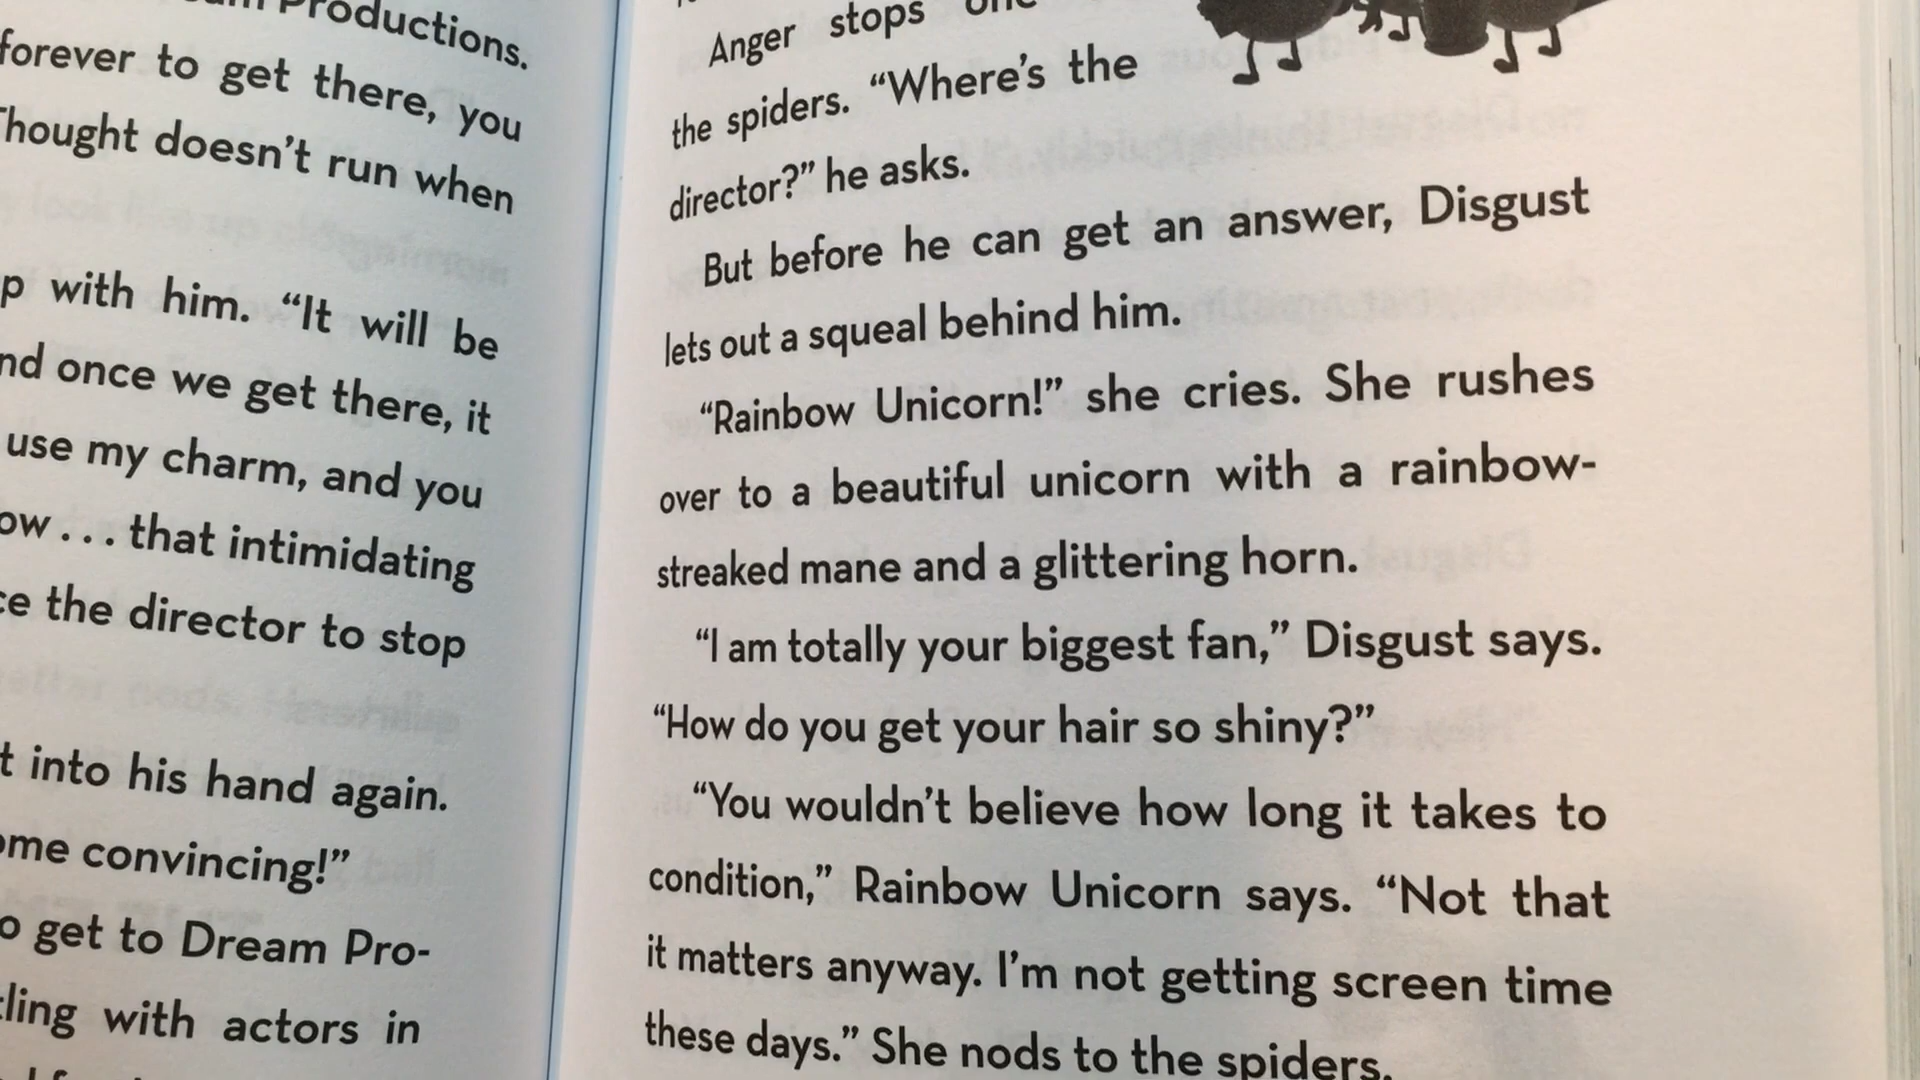 Productions.
forever to get there, you
Thought doesn't run when
with him. "It will be
once we get there, it
use my charm, and you
... that intimidating
the director to stop
into his hand again.
convincing!"
get to Dream Pro-
with actors in
Anger stops
the spiders. "Where's the
director?" he asks.
But before he can get an answer, Disgust
lets out a squeal behind him.
"Rainbow Unicorn!" she cries. She rushes
over to a beautiful unicorn with a rainbow-
streaked mane and a glittering horn.
"I am totally your biggest fan," Disgust says.
"How do you get your hair so shiny?"
"You wouldn't believe how long it takes to
condition," Rainbow Unicorn says. "Not that
it matters anyway. I'm not getting screen time
these days." She nods to the spiders.